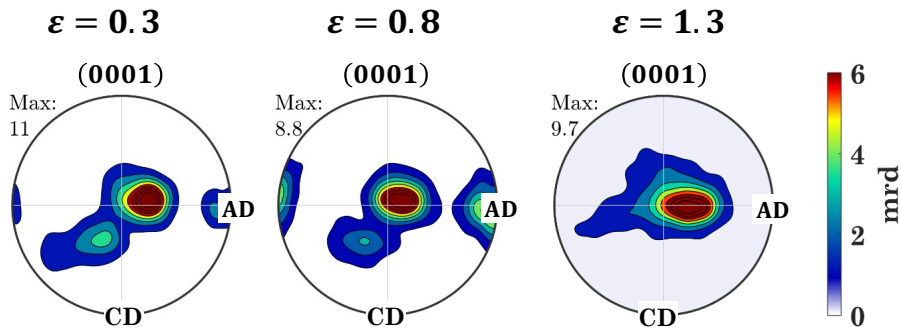 ε = 0.3
ε = 0.8
ε = 1.3
(0001)
(0001)
(0001)
Max:
11
Max:
8.8
Max:
9.7
AD
AD
AD
CD
CD
CD
6
4
2
0
mrd